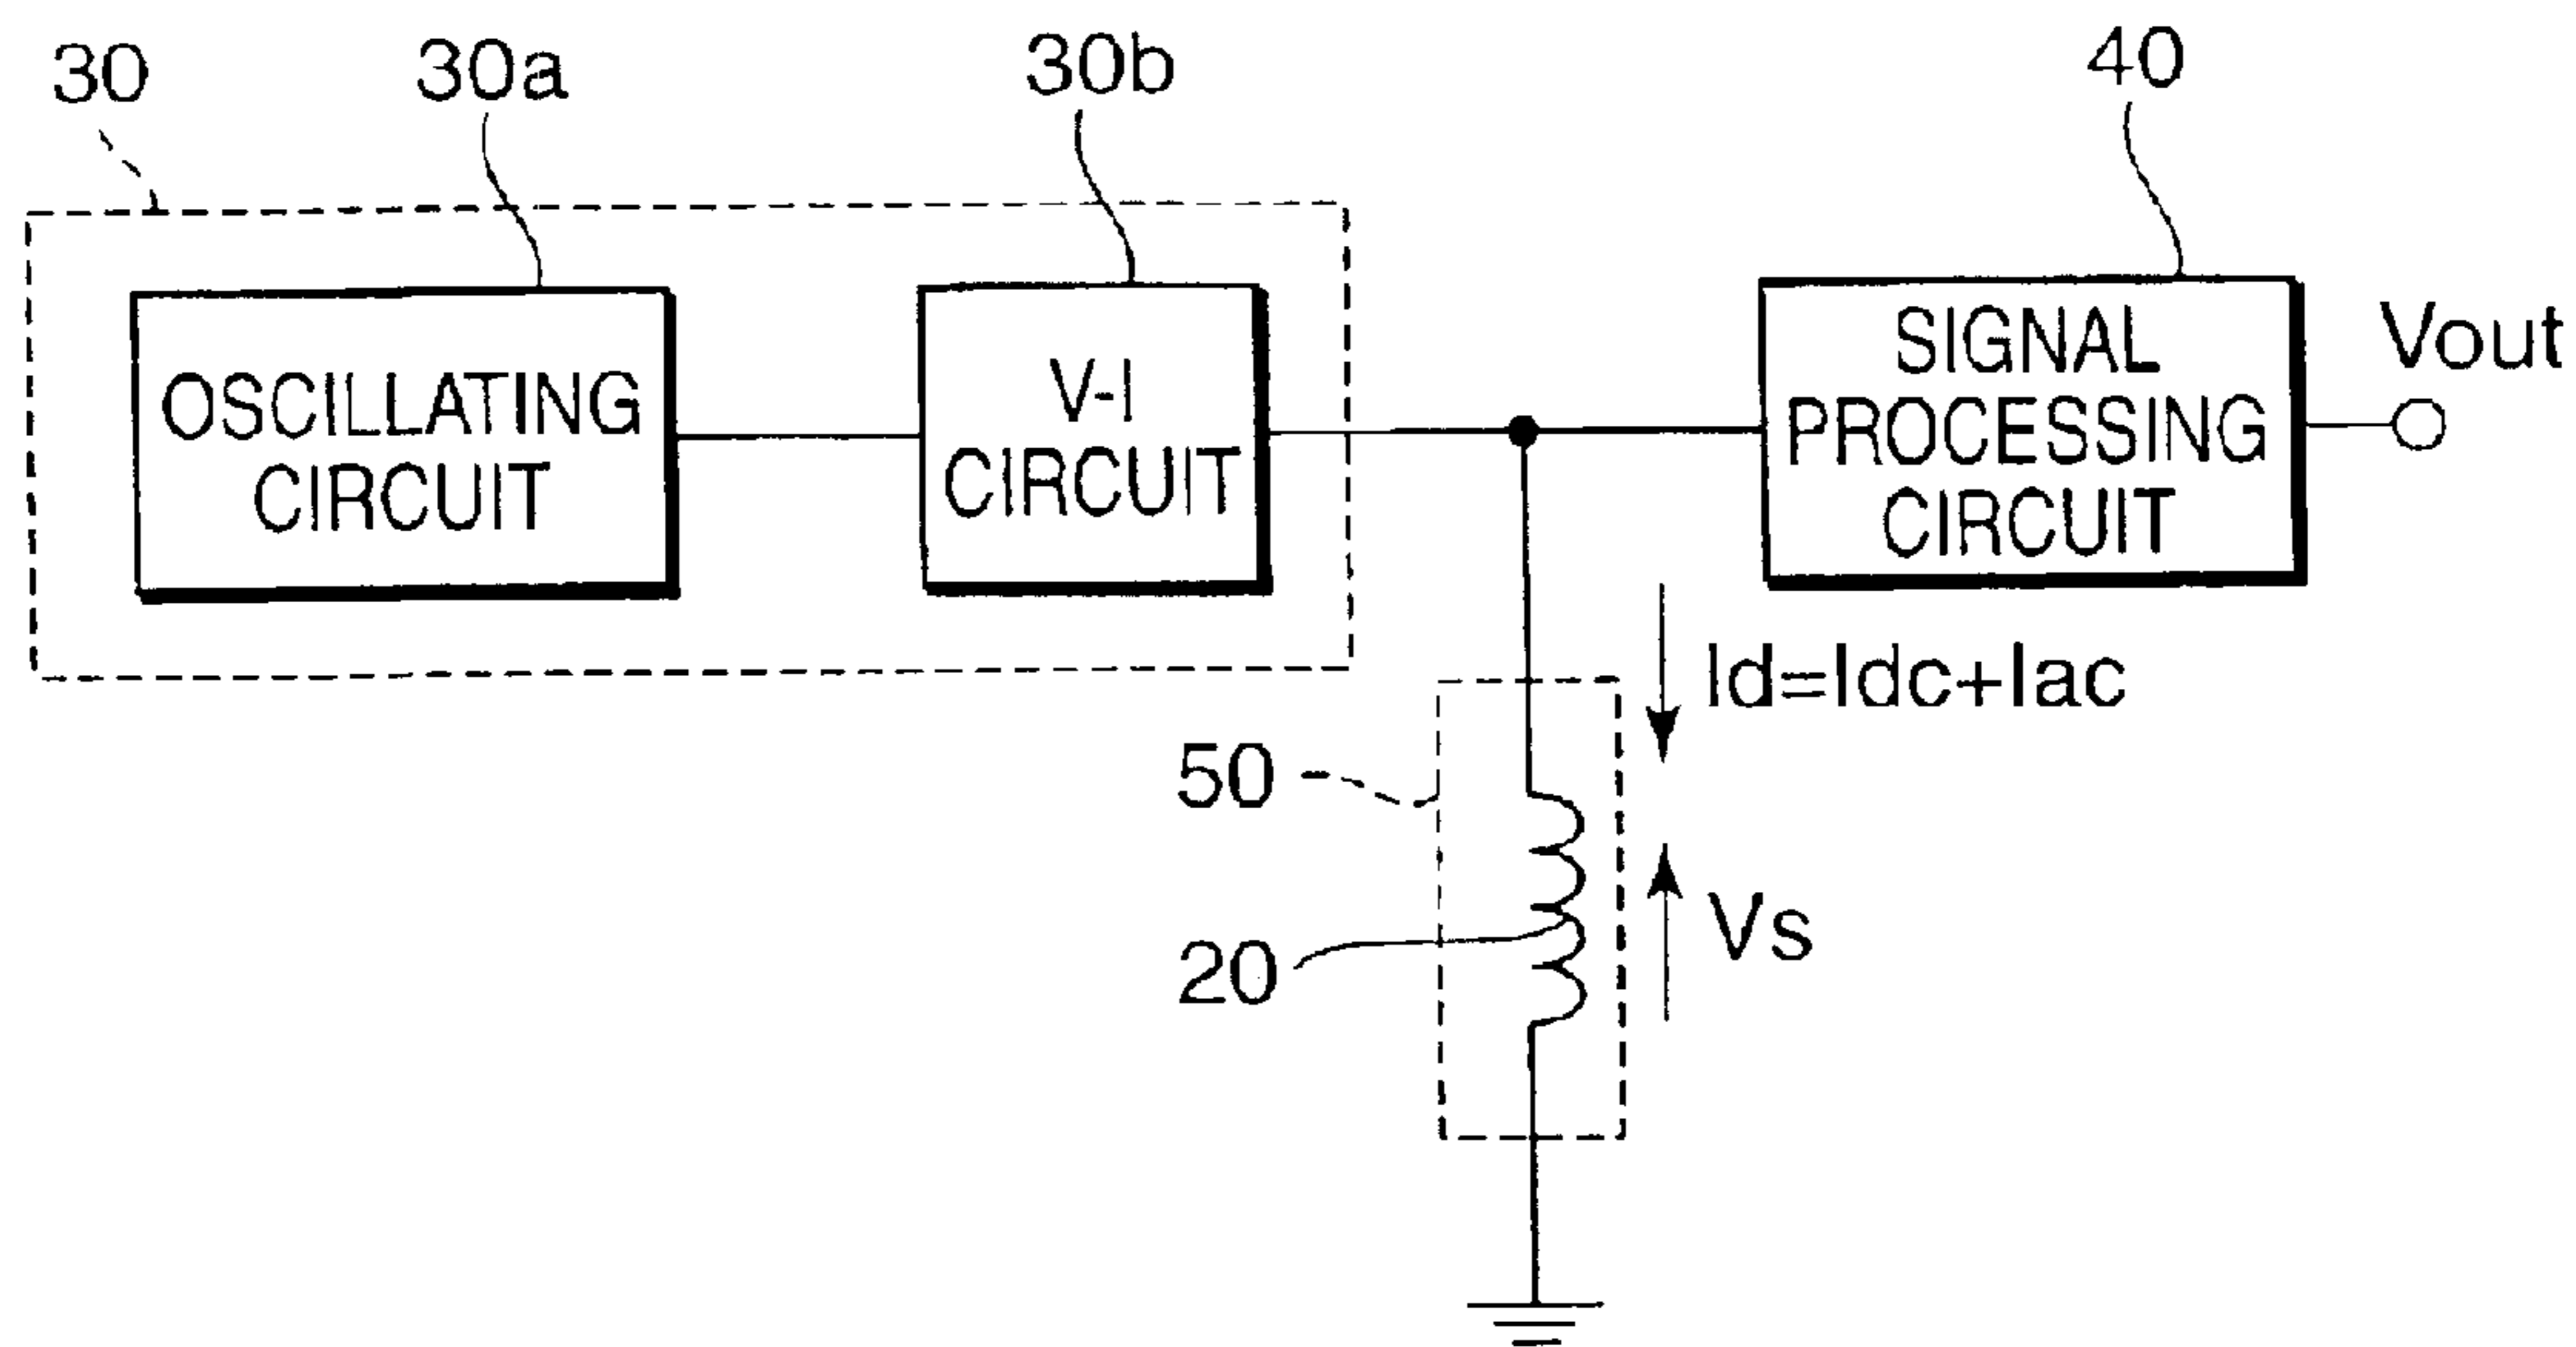 30
30a
30b
40
OSCILLATING
CIRCUIT
V-I
CIRCUIT
SIGNAL
PROCESSING
CIRCUIT
Vout
Id=Idc+Iac
50
Vs
20